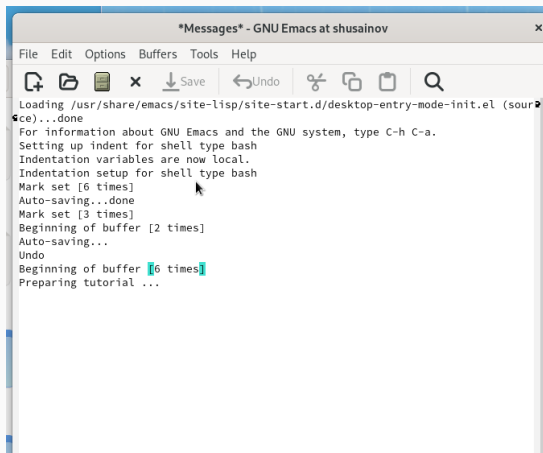 *Messages* - GNU Emacs at shusainov
File Edit Options Buffers Tools Help
Save Undo
Loading /usr/share/emacs/site-lisp/site-start.d/desktop-entry-mode-init.el (sour
ce)...done
For information about GNU Emacs and the GNU system, type C-h C-a.
Setting up indent for shell type bash
Indentation variables are now local.
Indentation setup for shell type bash
Mark set [6 times]
Auto-saving...done
Mark set [3 times]
Beginning of buffer [2 times]
Auto-saving...
Undo
Beginning of buffer [6 times]
Preparing tutorial ...